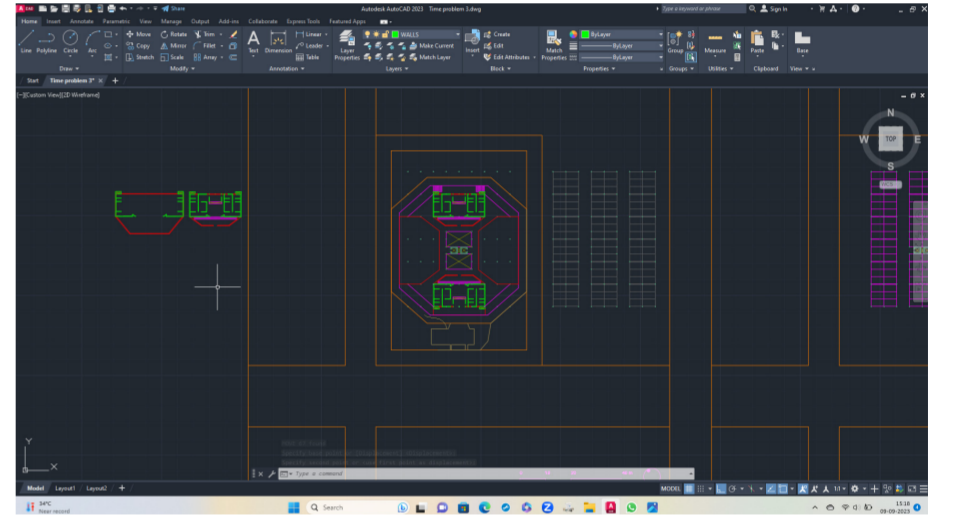 Share
Autodesk AutoCAD 2023 Time problem 3.dwg
Type a keyword or phrase
Sign In
Home Insert Annotate Parametric View Manage Output Add-ins Collaborate Express Tools Featured Apps
Line Polyline Circle Arc
Move Rotate Trim
Copy Mirror Fillet
Stretch Scale Array
Text Dimension
Linear
Leader
Table
Layer Properties
WALLS
Make Current
Match Layer
Insert
Create
Edit
Edit Attributes
Match Properties
ByLayer
ByLayer
ByLayer
Group
Measure
Paste
Base
Draw Modify Annotation Layers Block Properties Groups Utilities Clipboard View
Start Time problem 3*
[-][Custom View][2D Wireframe]
N
W TOP E
S
WCS
Y
X
Type a command
Model Layout1 Layout2 +
MODEL
1:1
34°C
Near record
Search
15:18
09-09-2023